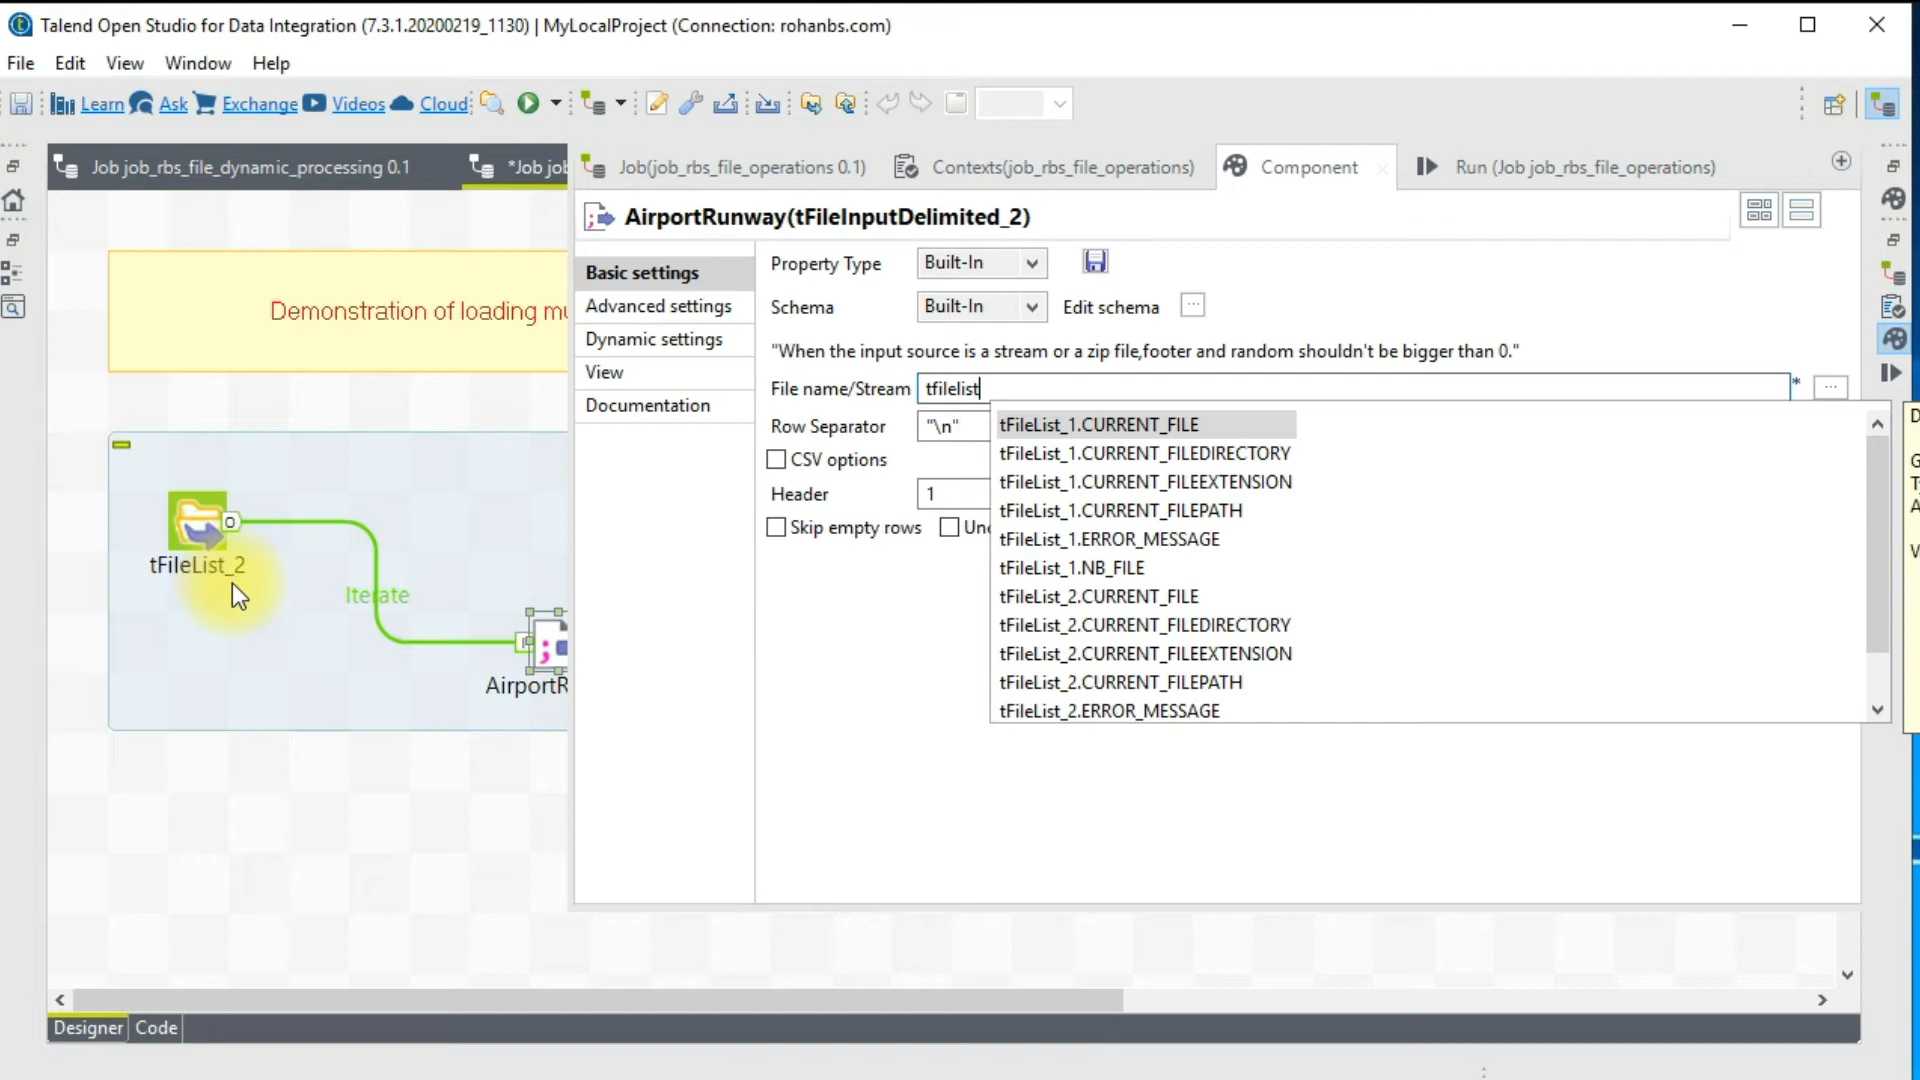 Talend Open Studio for Data Integration (7.3.1.20200219_1130) | MyLocalProject (Connection: rohanbs.com)
File Edit View Window Help
Learn Ask Exchange Videos Cloud
Job job_rbs_file_dynamic_processing 0.1
*Job jol
Job(job_rbs_file_operations 0.1)
Contexts(job_rbs_file_operations)
Component
Run (Job job_rbs_file_operations)
AirportRunway(tFileInputDelimited_2)
Basic settings
Advanced settings
Dynamic settings
View
Documentation
Property Type Built-In
Schema Built-In Edit schema ...
"When the input source is a stream or a zip file,footer and random shouldn't be bigger than 0."
File name/Stream tfilelist * ...
Row Separator "\n"
CSV options
Header 1
Skip empty rows
tFileList_1.CURRENT_FILE
tFileList_1.CURRENT_FILEDIRECTORY
tFileList_1.CURRENT_FILEEXTENSION
tFileList_1.CURRENT_FILEPATH
tFileList_1.ERROR_MESSAGE
tFileList_1.NB_FILE
tFileList_2.CURRENT_FILE
tFileList_2.CURRENT_FILEDIRECTORY
tFileList_2.CURRENT_FILEEXTENSION
tFileList_2.CURRENT_FILEPATH
tFileList_2.ERROR_MESSAGE
Demonstration of loading mu
tFileList_2
Iterate
AirportR
Designer Code